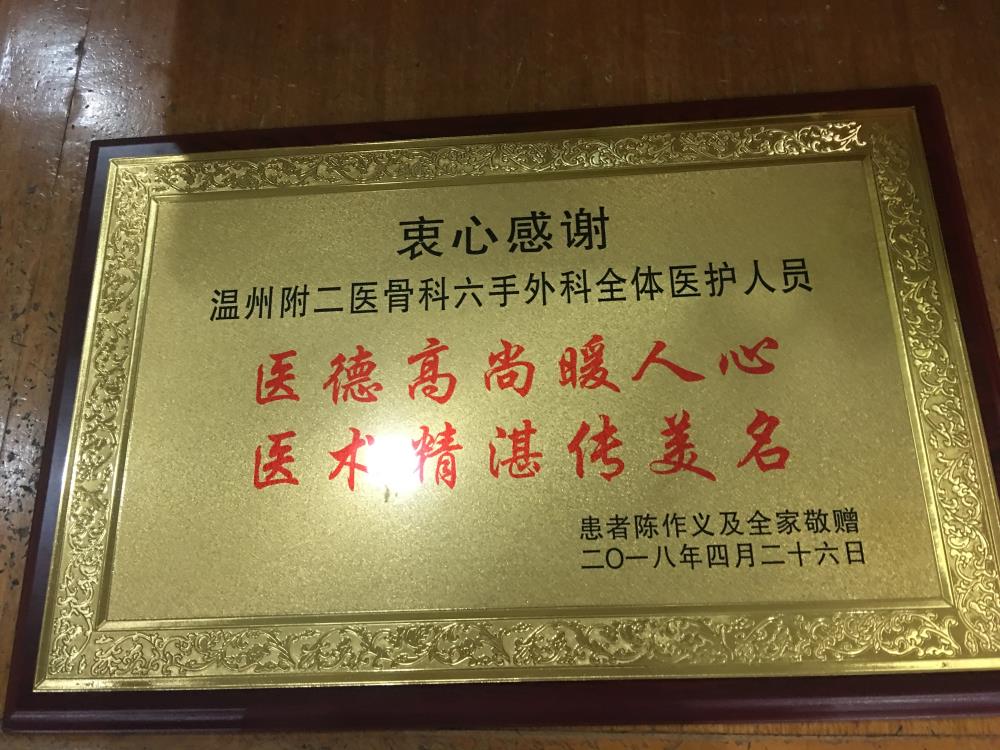 衷心感谢
温州附二医骨科六手外科全体医护人员
医德高尚暖人心
医术精湛传美名
患者陈作义及全家敬赠
二〇一八年四月二十六日